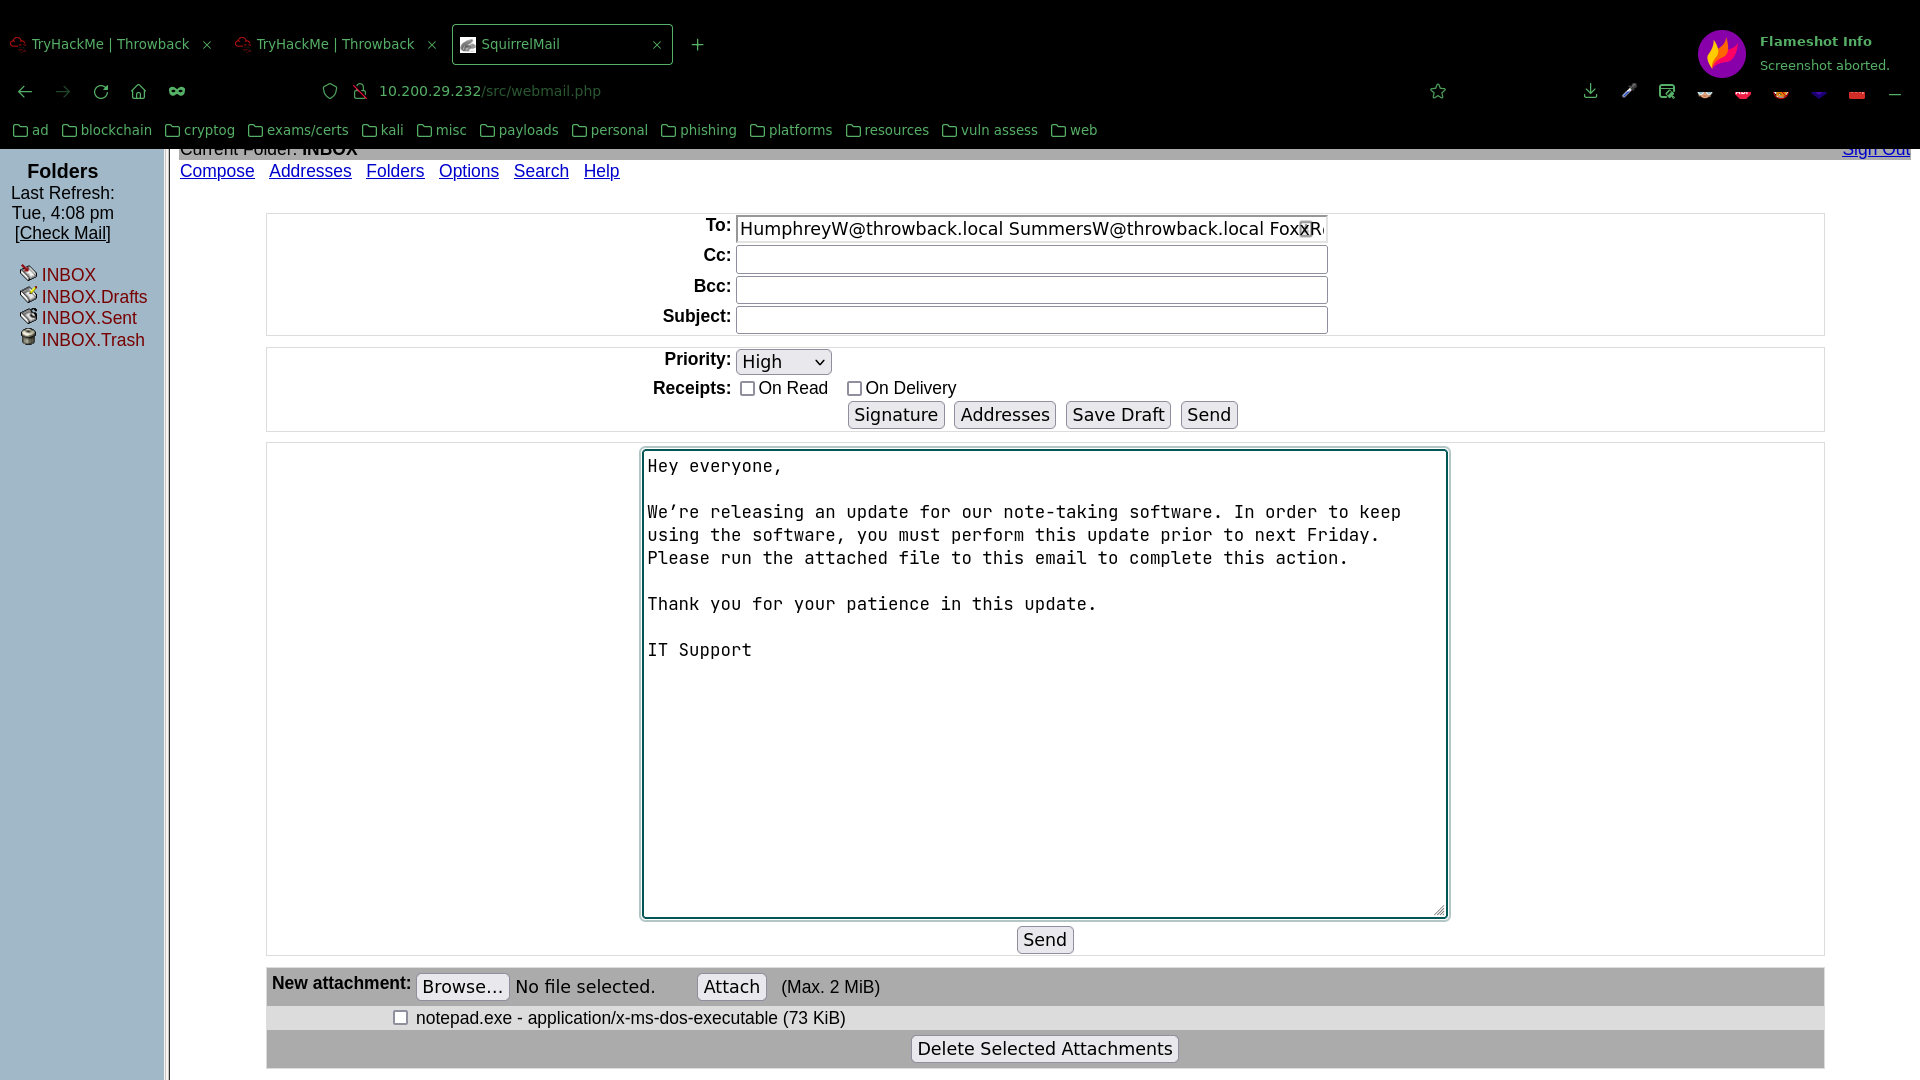 TryHackMe | Throwback
TryHackMe | Throwback
SquirrelMail
Flameshot Info
Screenshot aborted.
10.200.29.232/src/webmail.php
ad blockchain cryptog exams/certs kali misc payloads personal phishing platforms resources vuln assess web
Current Folder: INBOX
Sign Out
Compose Addresses Folders Options Search Help
Folders
Last Refresh:
Tue, 4:08 pm
[Check Mail]
INBOX
INBOX.Drafts
INBOX.Sent
INBOX.Trash
To: HumphreyW@throwback.local SummersW@throwback.local Foxx
Cc:
Bcc:
Subject:
Priority: High
Receipts: On Read On Delivery
Signature Addresses Save Draft Send
Hey everyone,
We’re releasing an update for our note-taking software. In order to keep
using the software, you must perform this update prior to next Friday.
Please run the attached file to this email to complete this action.
Thank you for your patience in this update.
IT Support
Send
New attachment: Browse... No file selected. Attach (Max. 2 MiB)
notepad.exe - application/x-ms-dos-executable (73 KiB)
Delete Selected Attachments